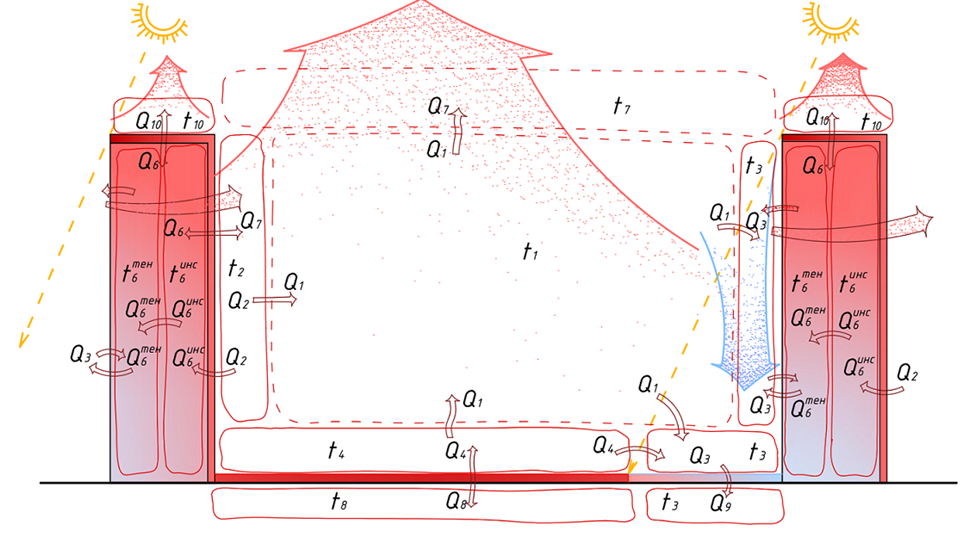 Q10 t10
Q7 t7
Q10 t10
Q1
Q6
Q6
t3
Q6 Q7
Q1 Q3
t1
t6тен t6инс
t2
t6тен t6инс
Q2 Q1
Q6тен Q6инс
Q6тен Q6инс
Q3 Q6тен Q6инс Q2
Q6инс Q2
Q1
Q1
Q3 Q6тен
t4 Q4 Q4 Q3 t3
t8 Q8 t3 Q9